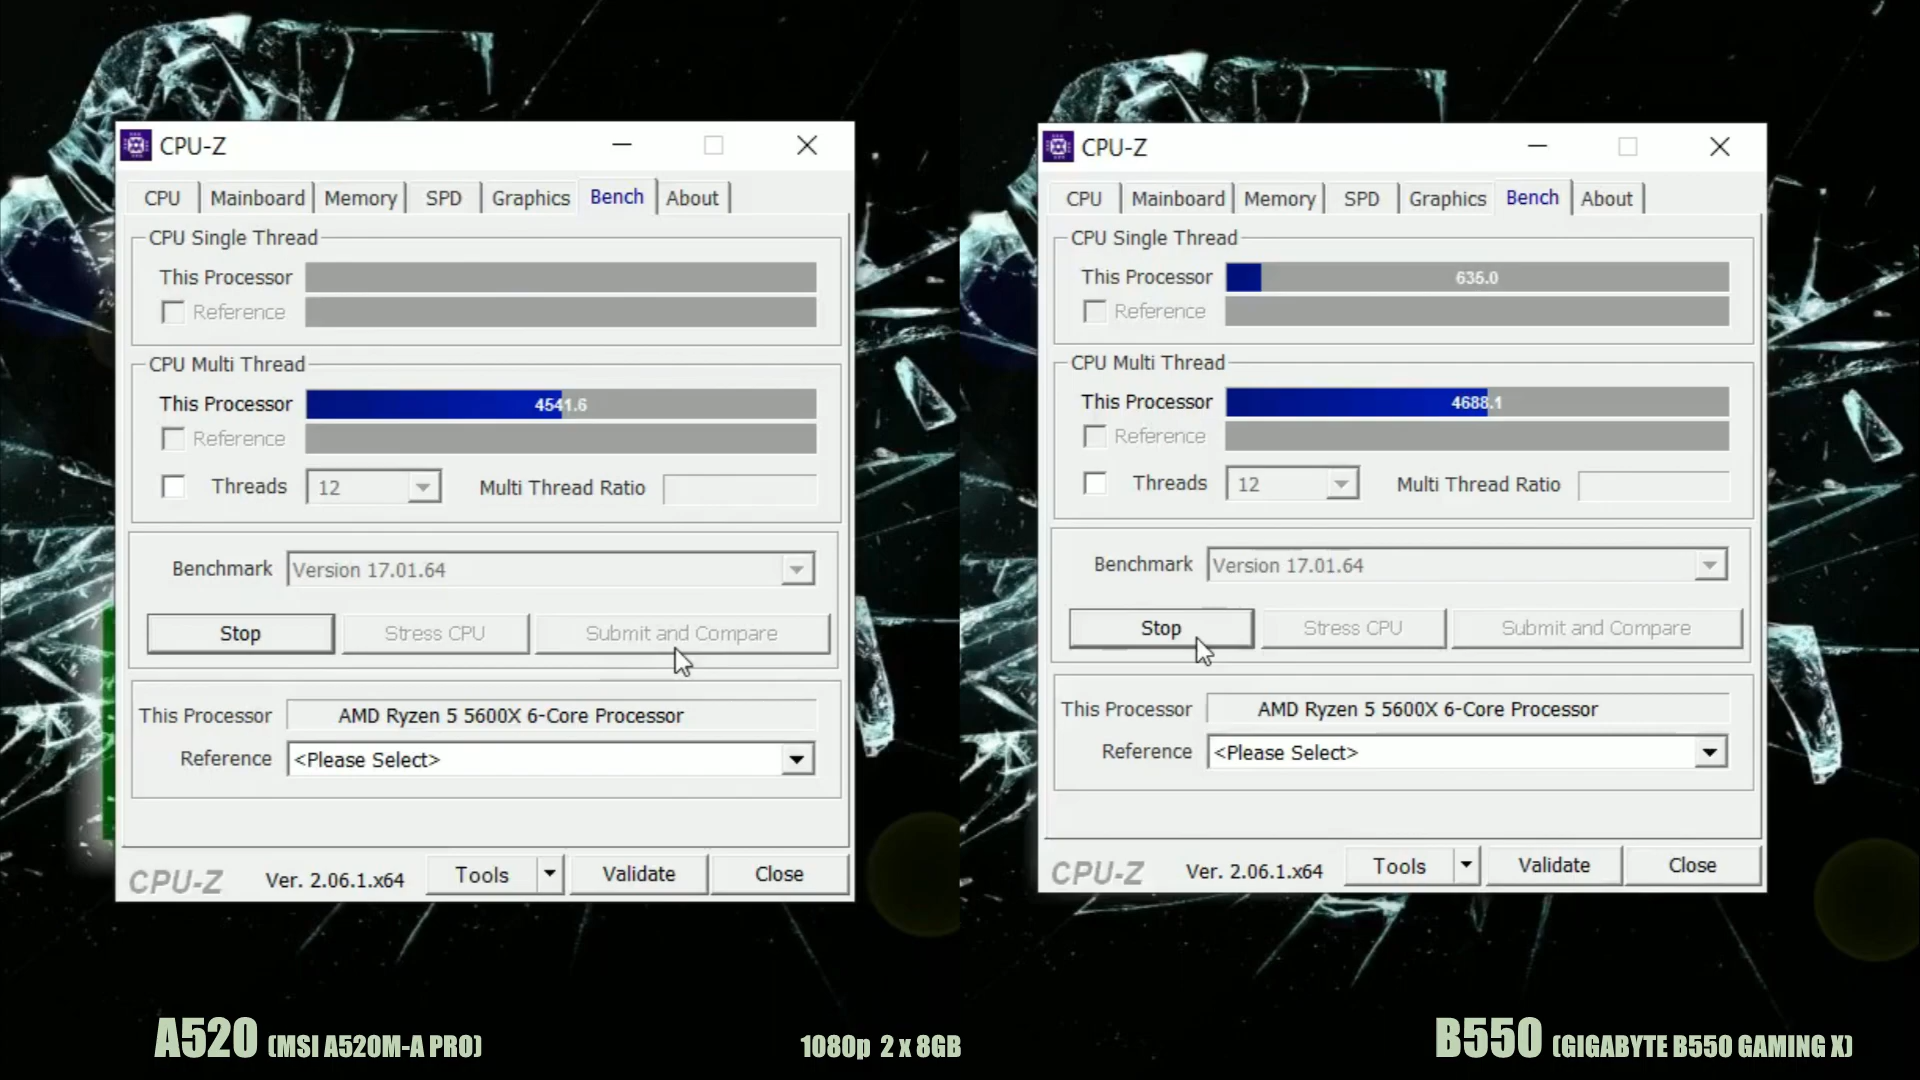 CPU-Z
CPU Mainboard Memory SPD Graphics Bench About
CPU Single Thread
This Processor
Reference
CPU Multi Thread
This Processor 4541.6
Reference
Threads 12 Multi Thread Ratio
Benchmark Version 17.01.64
Stop Stress CPU Submit and Compare
This Processor AMD Ryzen 5 5600X 6-Core Processor
Reference <Please Select>
CPU-Z Ver. 2.06.1.x64 Tools Validate Close
CPU-Z
CPU Mainboard Memory SPD Graphics Bench About
CPU Single Thread
This Processor 635.0
Reference
CPU Multi Thread
This Processor 4688.1
Reference
Threads 12 Multi Thread Ratio
Benchmark Version 17.01.64
Stop Stress CPU Submit and Compare
This Processor AMD Ryzen 5 5600X 6-Core Processor
Reference <Please Select>
CPU-Z Ver. 2.06.1.x64 Tools Validate Close
A520 (MSI A520M-A PRO) 1080p 2 x 8GB B550 (GIGABYTE B550 GAMING X)